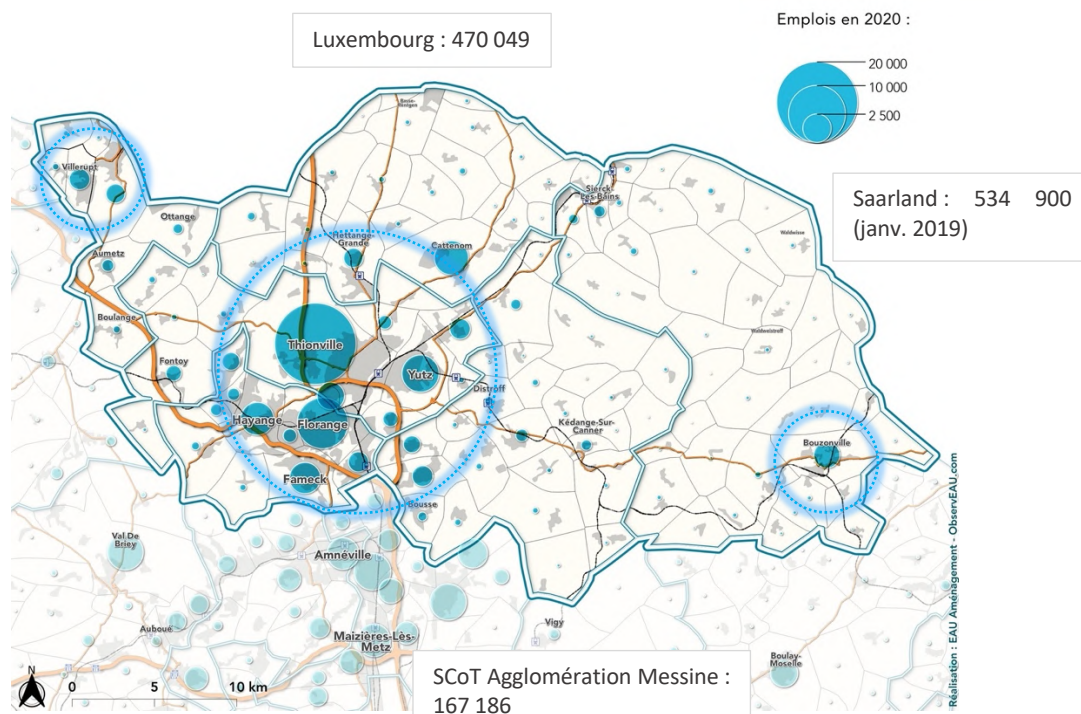 Emplois en 2020 :
20 000
10 000
2 500
Luxembourg : 470 049
Saarland : 534 900
(janv. 2019)
Villerupt
Ottange
Aumetz
Boulange
Fontoy
Hettange-
Grande
Cattenom
Sierck-
Les-Bains
Waldwisse
Waldweistroff
Thionville
Yutz
Distroff
Hayange
Florange
Fameck
Kédange-Sur-
Canner
Bouzonville
Bousse
Val De
Briey
Amnéville
Auboué
Maizières-Lès-
Metz
Vigy
Boulay-
Moselle
SCoT Agglomération Messine :
167 186
N
0 5 10 km
Réalisation : EAU Aménagement - ObservEAU.com